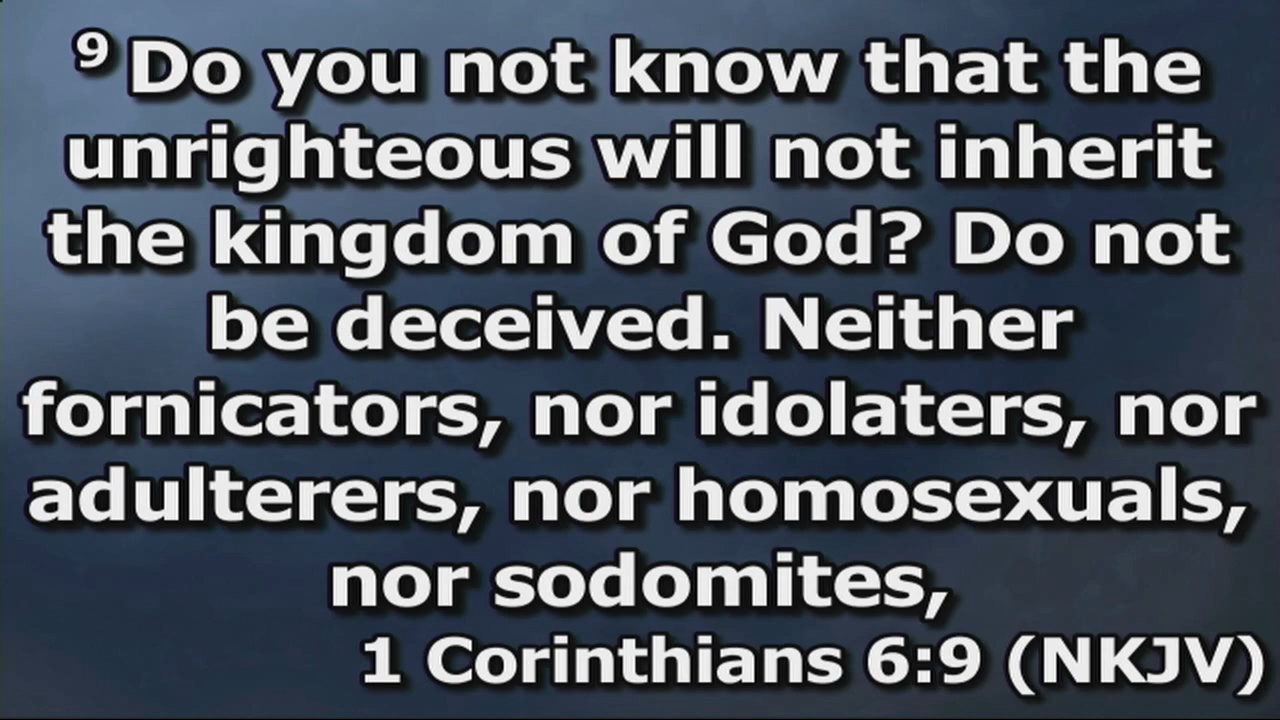 ⁹ Do you not know that the
unrighteous will not inherit
the kingdom of God? Do not
be deceived. Neither
fornicators, nor idolaters, nor
adulterers, nor homosexuals,
nor sodomites,
1 Corinthians 6:9 (NKJV)